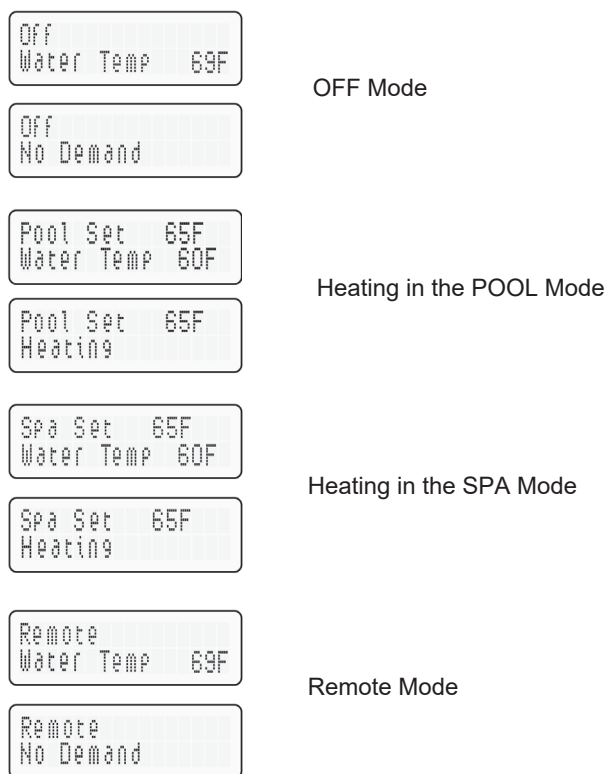 Off
Water Temp 69F
OFF Mode
Off
No Demand
Pool Set 65F
Water Temp 60F
Heating in the POOL Mode
Pool Set 65F
Heating
Spa Set 65F
Water Temp 60F
Heating in the SPA Mode
Spa Set 65F
Heating
Remote
Water Temp 69F
Remote Mode
Remote
No Demand